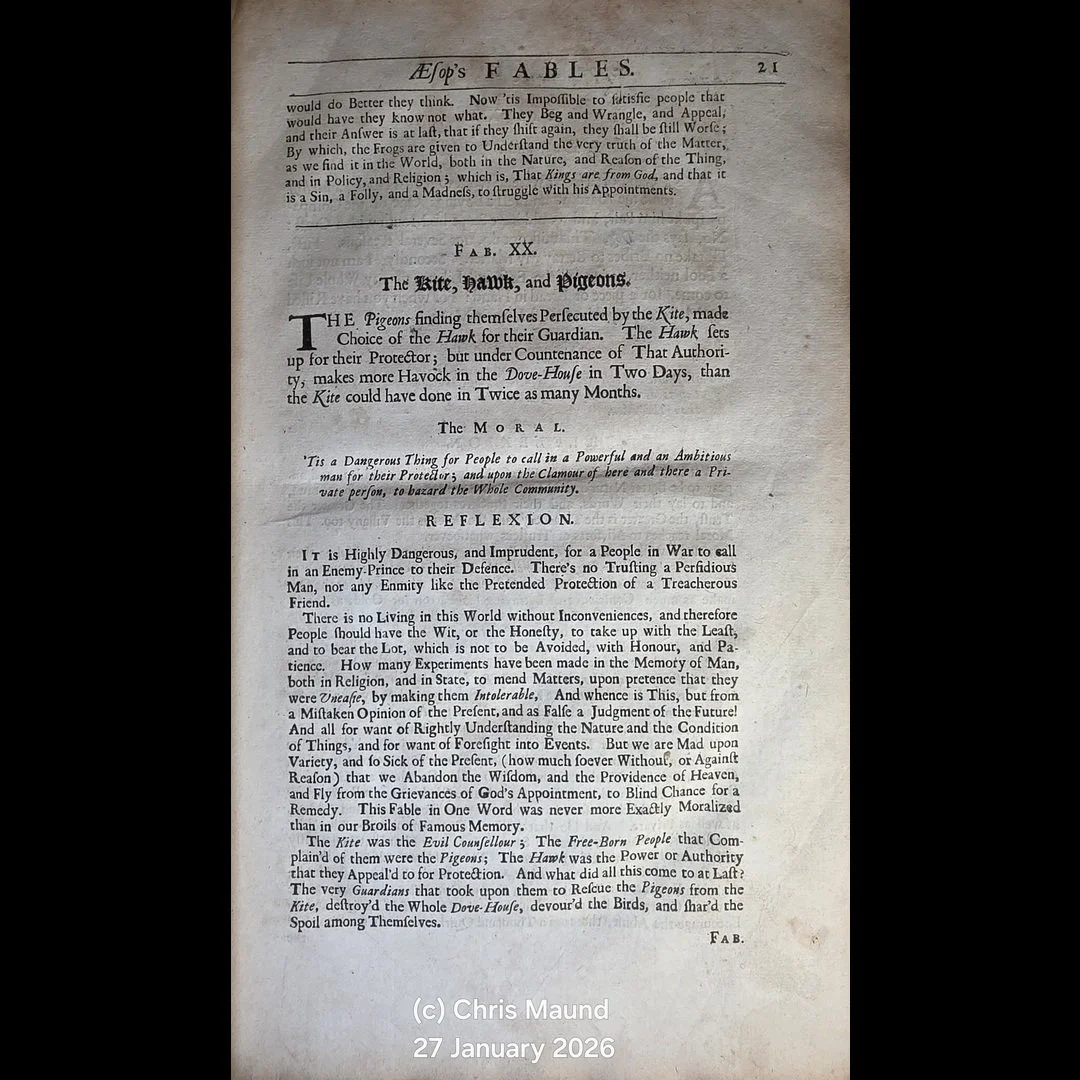 Æſop's FABLES. 21
would do Better they think. Now 'tis Impoſſible to ſatisfie people that
would have they know not what. They Beg and Wrangle, and Appeal,
and their Anſwer is at laſt, that if they ſhift again, they ſhall be ſtill Worſe;
By which, the Frogs are given to Underſtand the very truth of the Matter,
as we find it in the World, both in the Nature, and Reaſon of the Thing,
and in Policy, and Religion; which is, That Kings are from God, and that it
is a Sin, a Folly, and a Madneſs, to ſtruggle with his Appointments.
FAB. XX.
The Kite, Hawk, and Pigeons.
THE Pigeons finding themſelves Perſecuted by the Kite, made
Choice of the Hawk for their Guardian. The Hawk ſets
up for their Protector; but under Countenance of That Authori-
ty, makes more Havock in the Dove-Houſe in Two Days, than
the Kite could have done in Twice as many Months.
The MORAL.
'Tis a Dangerous Thing for People to call in a Powerful and an Ambitious
man for their Protector; and upon the Clamour of here and there a Pri-
vate perſon, to hazard the Whole Community.
REFLEXION.
IT is Highly Dangerous, and Imprudent, for a People in War to call
in an Enemy-Prince to their Defence. There's no Truſting a Perfidious
Man, nor any Enmity like the Pretended Protection of a Treacherous
Friend.
There is no Living in this World without Inconveniences, and therefore
People ſhould have the Wit, or the Honeſty, to take up with the Leaſt,
and to bear the Lot, which is not to be Avoided, with Honour, and Pa-
tience. How many Experiments have been made in the Memory of Man,
both in Religion, and in State, to mend Matters, upon pretence that they
were Uneaſie, by making them Intolerable, And whence is This, but from
a Miſtaken Opinion of the Preſent, and as Falſe a Judgment of the Future!
And all for want of Rightly Underſtanding the Nature and the Condition
of Things, and for want of Foreſight into Events. But we are Mad upon
Variety, and ſo Sick of the Preſent, (how much ſoever Without, or Againſt
Reaſon) that we Abandon the Wiſdom, and the Providence of Heaven,
and Fly from the Grievances of God's Appointment, to Blind Chance for a
Remedy. This Fable in One Word was never more Exactly Moralized
than in our Broils of Famous Memory.
The Kite was the Evil Counſellour; The Free-Born People that Com-
plain'd of them were the Pigeons; The Hawk was the Power or Authority
that they Appeal'd to for Protection. And what did all this come to at Laſt?
The very Guardians that took upon them to Reſcue the Pigeons from the
Kite, deſtroy'd the Whole Dove-Houſe, devour'd the Birds, and ſhar'd the
Spoil among Themſelves.
FAB.
(c) Chris Maund
27 January 2026